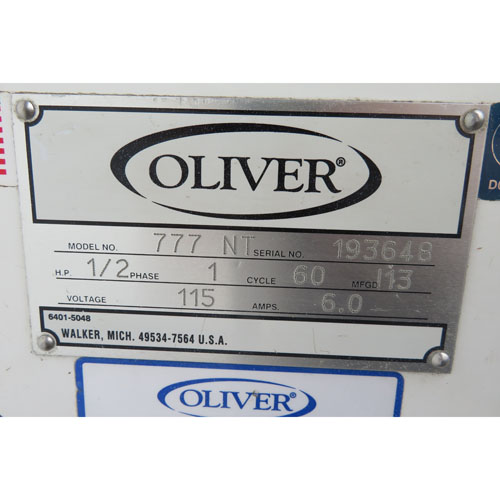 OLIVER®
MODEL NO. 777 NT SERIAL NO. 193648
H.P. 1/2 PHASE 1 CYCLE 60 MFGD
VOLTAGE 115 AMPS. 6.0
6401-5048
WALKER, MICH. 49534-7564 U.S.A.
OLIVER®